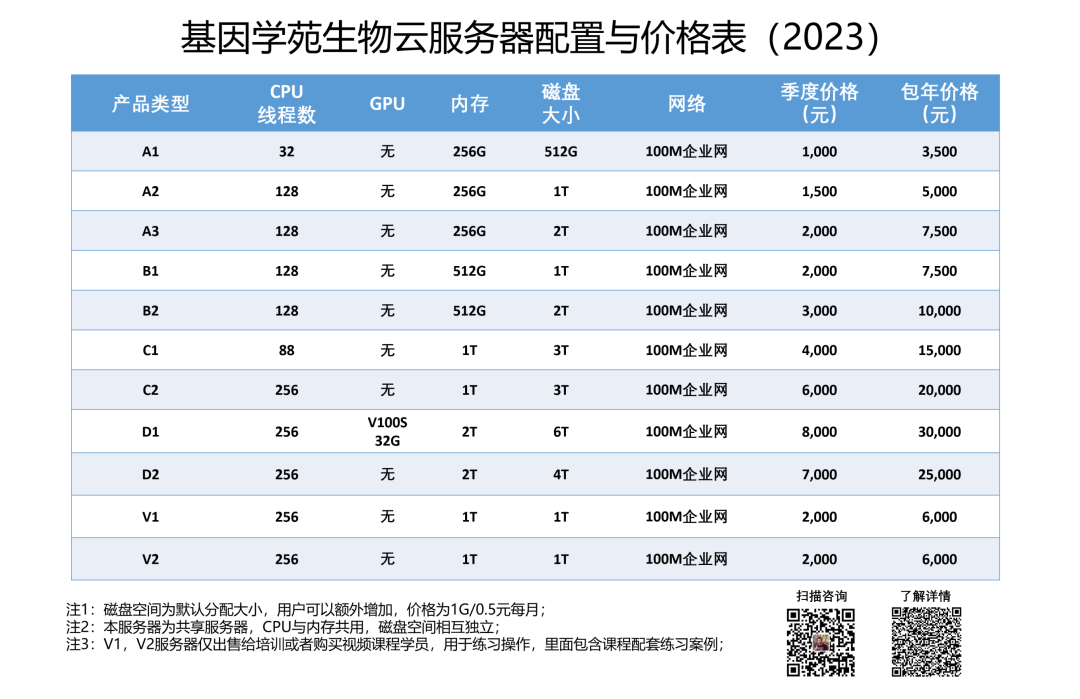 基因学苑生物云服务器配置与价格表（2023）
产品类型 CPU 线程数 GPU 内存 磁盘 大小 网络 季度价格 (元) 包年价格 (元)
A1 32 无 256G 512G 100M企业网 1,000 3,500
A2 128 无 256G 1T 100M企业网 1,500 5,000
A3 128 无 256G 2T 100M企业网 2,000 7,500
B1 128 无 512G 1T 100M企业网 2,000 7,500
B2 128 无 512G 2T 100M企业网 3,000 10,000
C1 88 无 1T 3T 100M企业网 4,000 15,000
C2 256 无 1T 3T 100M企业网 6,000 20,000
D1 256 V100S 32G 2T 6T 100M企业网 8,000 30,000
D2 256 无 2T 4T 100M企业网 7,000 25,000
V1 256 无 1T 1T 100M企业网 2,000 6,000
V2 256 无 1T 1T 100M企业网 2,000 6,000
注1：磁盘空间为默认分配大小，用户可以额外增加，价格为1G/0.5元每月；
注2：本服务器为共享服务器，CPU与内存共用，磁盘空间相互独立；
注3：V1，V2服务器仅出售给培训或者购买视频课程学员，用于练习操作，里面包含课程配套练习案例；
扫描咨询 了解详情